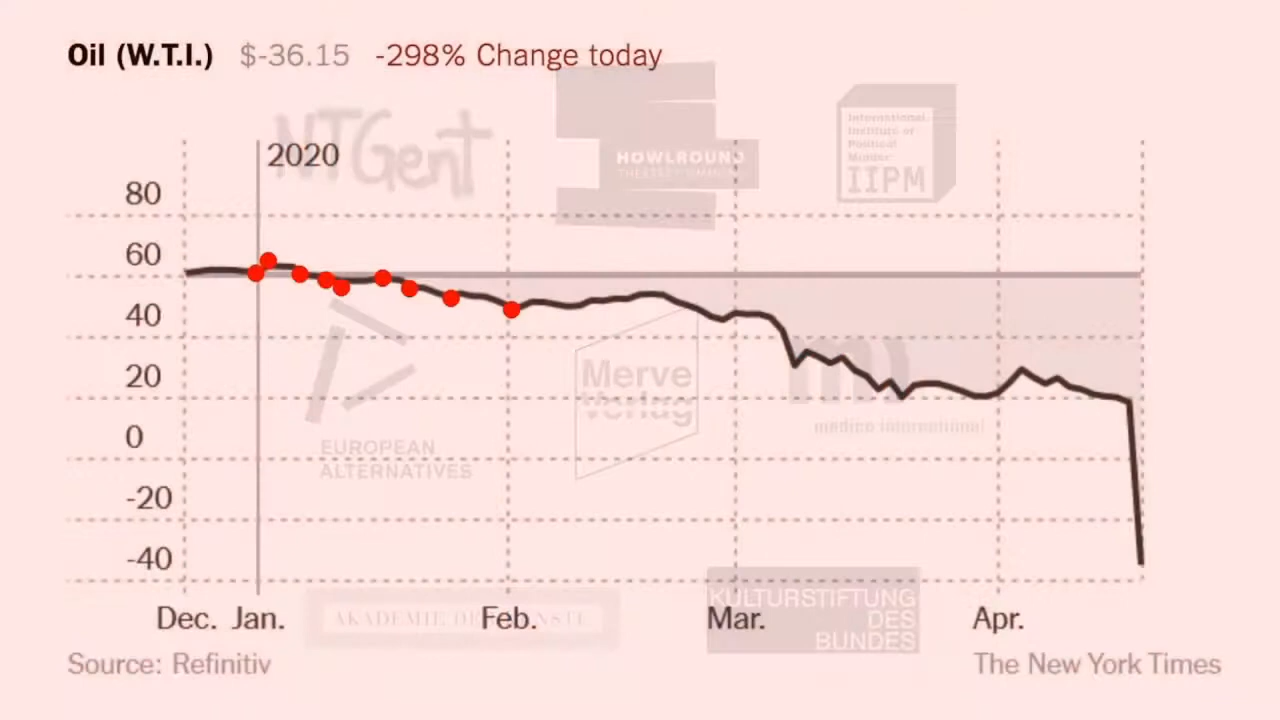 Oil (W.T.I.) $-36.15 -298% Change today
NTGent
HOWLROUND
International
Institute of
Political
Murder
IIPM
2020
80
60
40
20
0
-20
-40
Merve
Verlag
medico international
EUROPEAN
ALTERNATIVES
Dec. Jan. Feb. Mar. Apr.
AKADEMIE
KULTURSTIFTUNG
DES
BUNDES
Source: Refinitiv
The New York Times